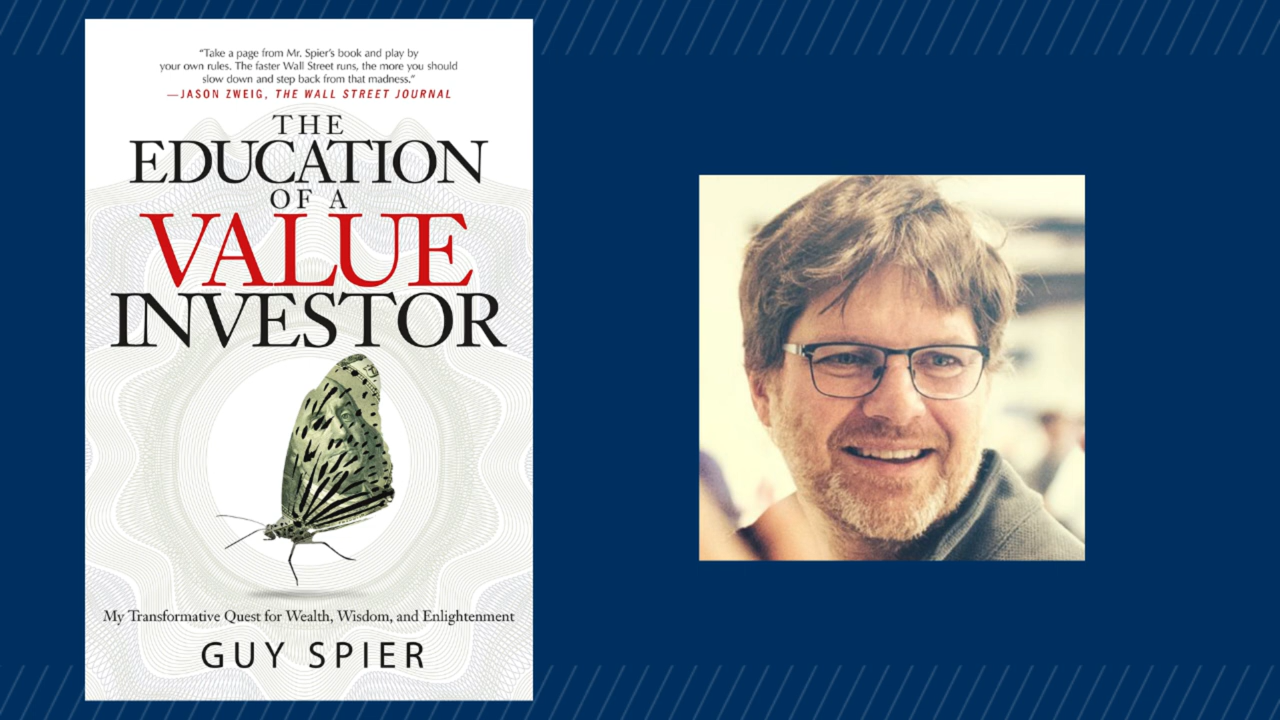 “Take a page from Mr. Spier’s book and play by
your own rules. The faster Wall Street runs, the more you should
slow down and step back from that madness.”
—JASON ZWEIG, THE WALL STREET JOURNAL
THE
EDUCATION
OF A
VALUE
INVESTOR
My Transformative Quest for Wealth, Wisdom, and Enlightenment
GUY SPIER